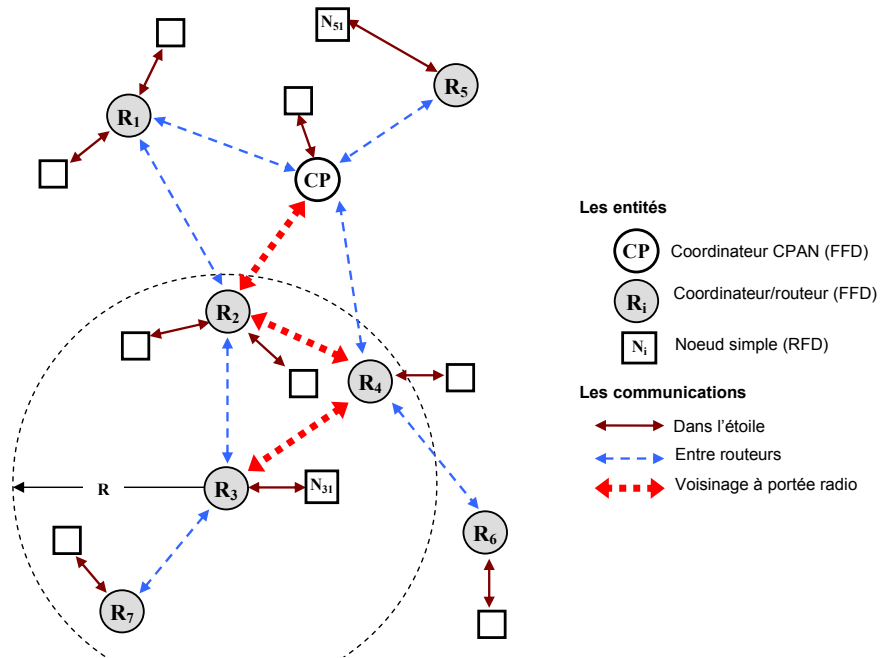 N51
R5
R1
CP
R2
R4
R
R3
N31
R6
R7
Les entités
CP Coordinateur CPAN (FFD)
Ri Coordinateur/routeur (FFD)
Ni Noeud simple (RFD)
Les communications
Dans l'étoile
Entre routeurs
Voisinage à portée radio